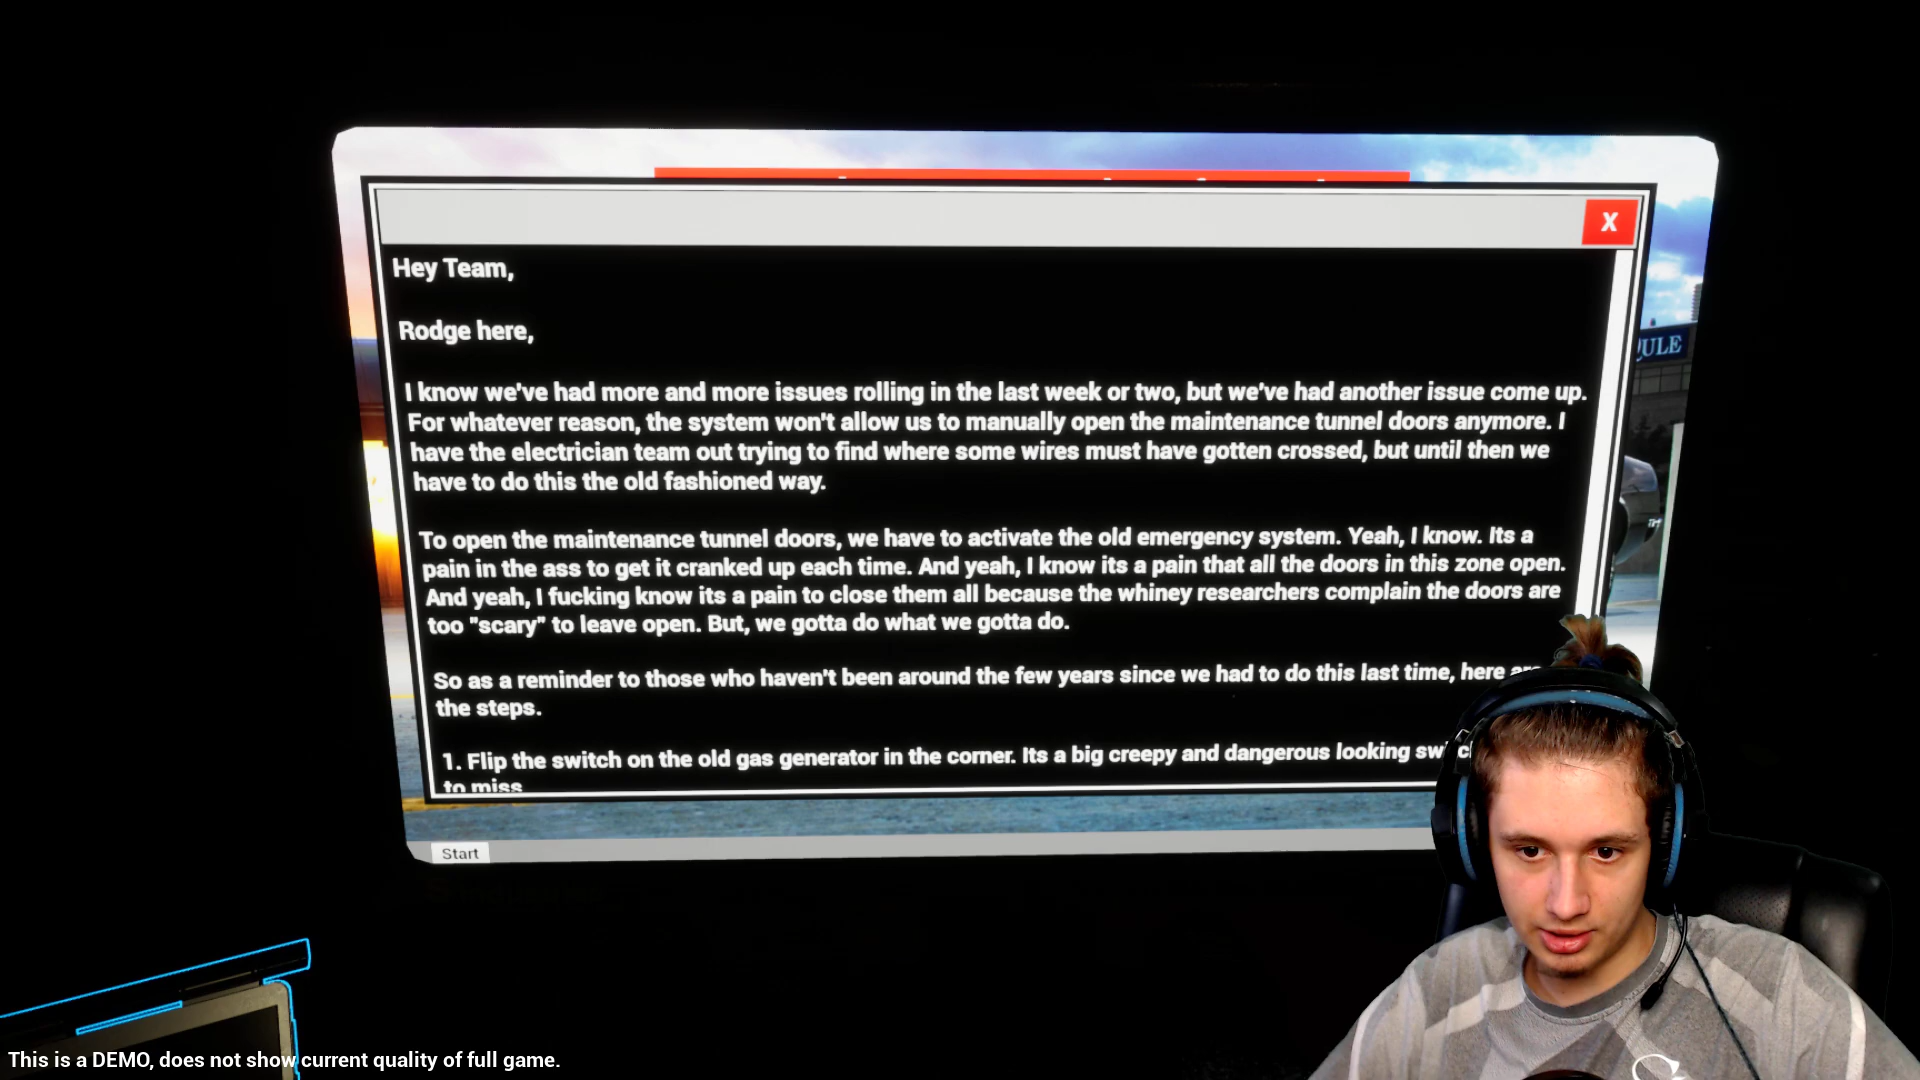 X
QULE
Hey Team,
Rodge here,
I know we've had more and more issues rolling in the last week or two, but we've had another issue come up.
For whatever reason, the system won't allow us to manually open the maintenance tunnel doors anymore. I
have the electrician team out trying to find where some wires must have gotten crossed, but until then we
have to do this the old fashioned way.
To open the maintenance tunnel doors, we have to activate the old emergency system. Yeah, I know. Its a
pain in the ass to get it cranked up each time. And yeah, I know its a pain that all the doors in this zone open.
And yeah, I fucking know its a pain to close them all because the whiney researchers complain the doors are
too "scary" to leave open. But, we gotta do what we gotta do.
So as a reminder to those who haven't been around the few years since we had to do this last time, here are
the steps.
1. Flip the switch on the old gas generator in the corner. Its a big creepy and dangerous looking
to miss
Start
This is a DEMO, does not show current quality of full game.